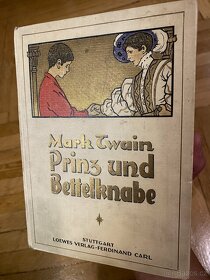 Mark Twain
Prinz und
Bettelknabe
STUTTGART
LOEWES VERLAG-FERDINAND CARL